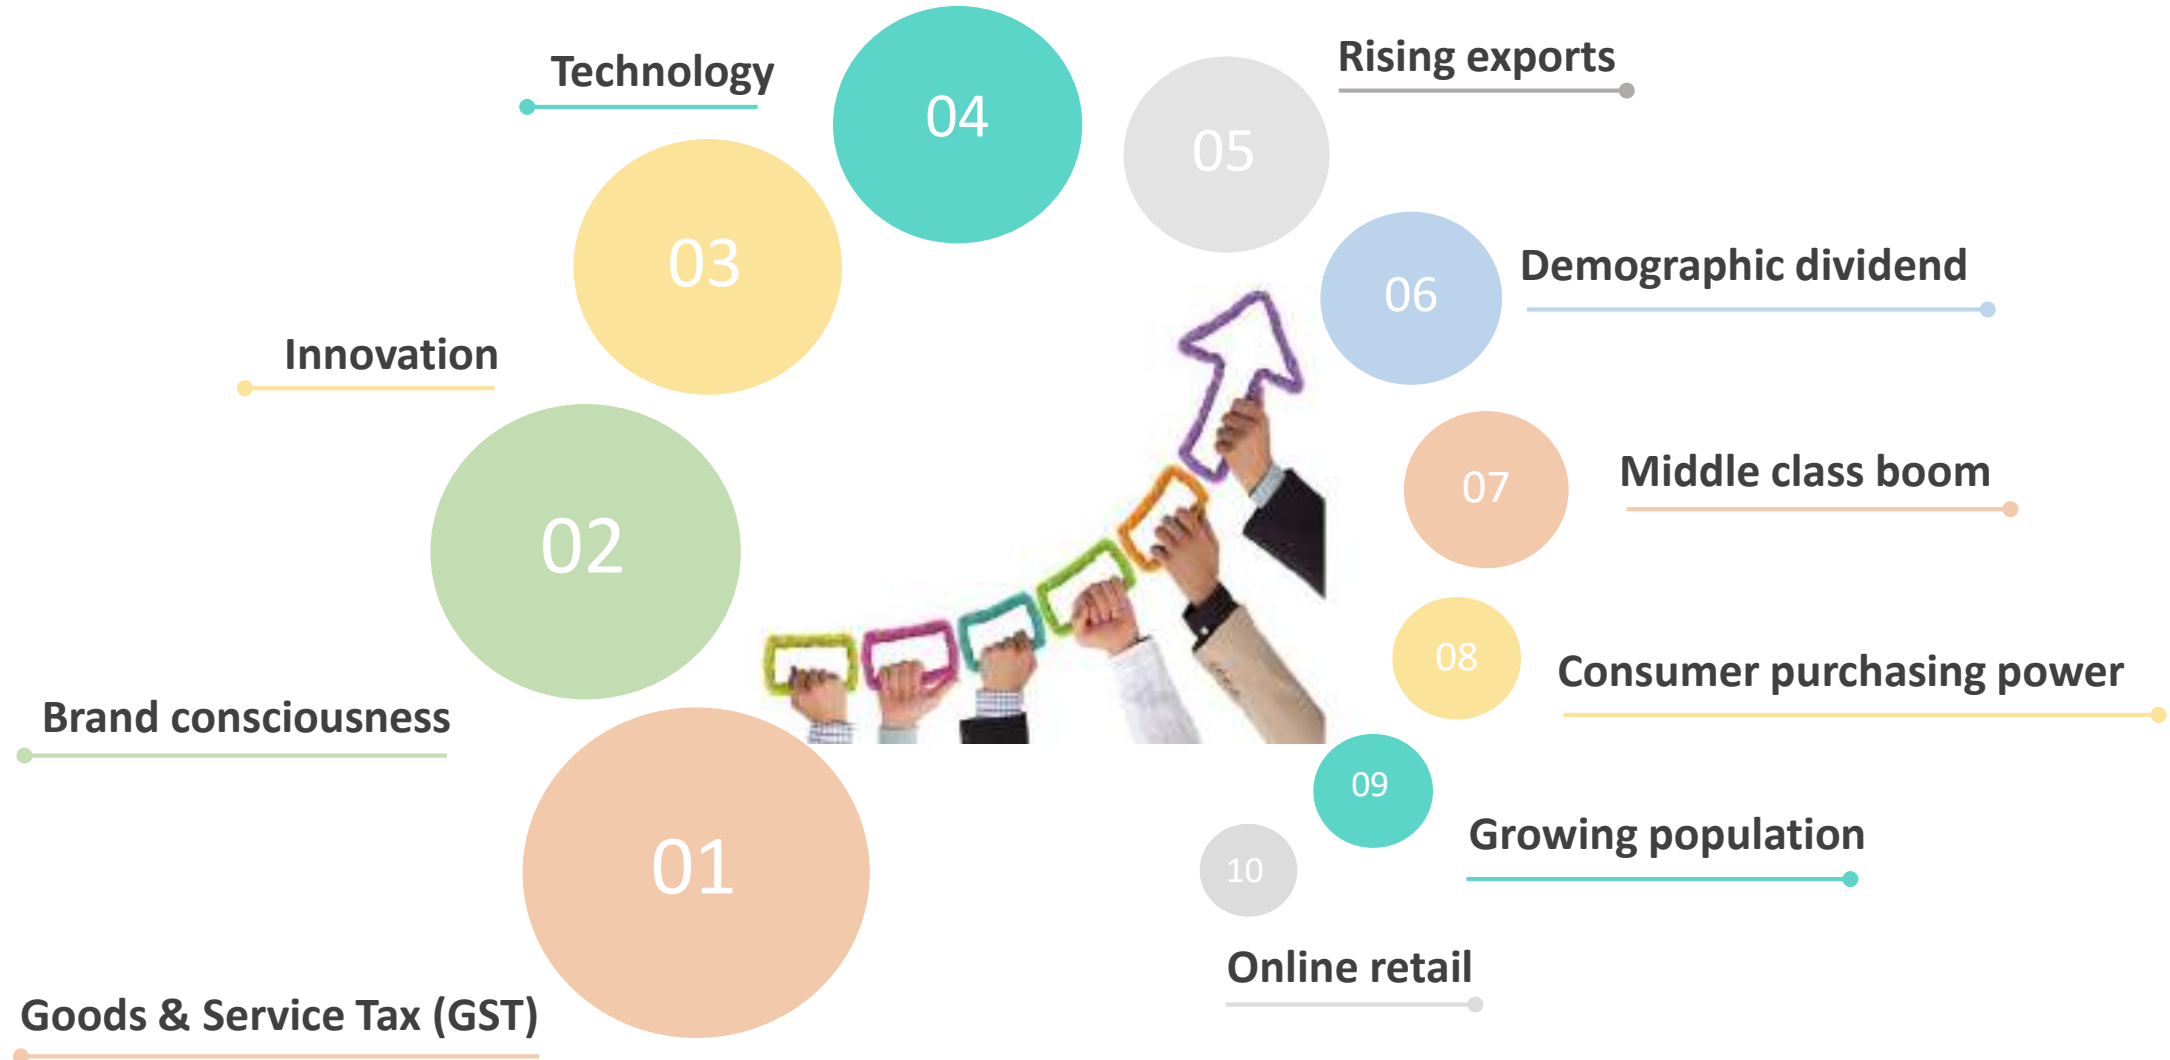 01
Goods & Service Tax (GST)
02
Brand consciousness
03
Innovation
04
Technology
05
Rising exports
06
Demographic dividend
07
Middle class boom
08
Consumer purchasing power
09
Growing population
10
Online retail